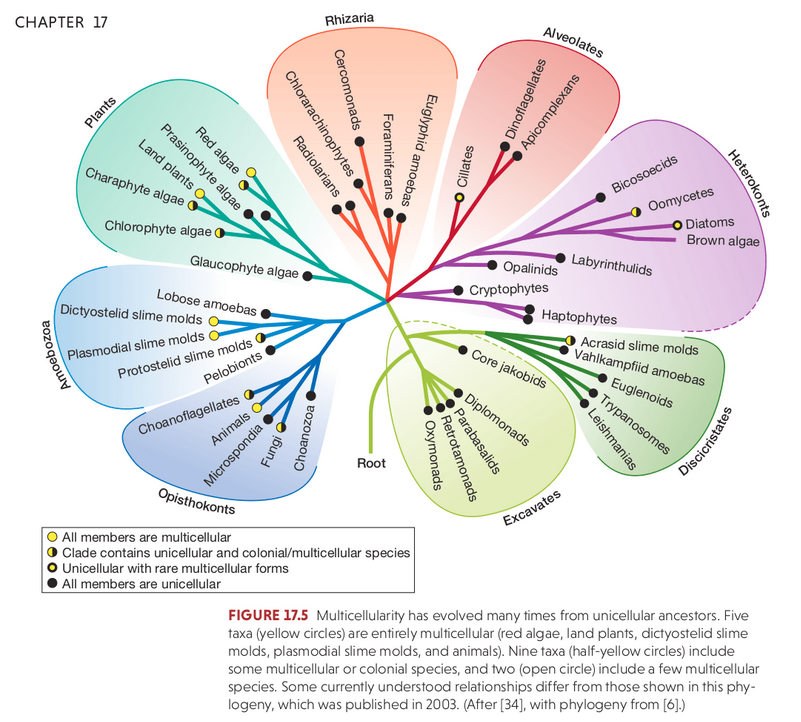 CHAPTER 17
Rhizaria
Alveolates
Plants
Heterokonts
Cercomonads
Chlorarachinophytes
Radiolarians
Foraminiferans
Euglyphid amoebas
Dinoflagellates
Apicomplexans
Cillates
Red algae
Prasinophyte algae
Land plants
Charaphyte algae
Chlorophyte algae
Glaucophyte algae
Bicosoecids
Oomycetes
Diatoms
Brown algae
Labyrinthulids
Opalinids
Cryptophytes
Haptophytes
Lobose amoebas
Dictyostelid slime molds
Plasmodial slime molds
Protostelid slime molds
Pelobionts
Amoebozoa
Choanoflagellates
Animals
Microspondia
Fungi
Choanozoa
Opisthokonts
Root
Core jakobids
Diplomonads
Parabasalids
Retrotamonads
Oxymonads
Excavates
Acrasid slime molds
Vahlkampfiid amoebas
Euglenoids
Trypanosomes
Leishmanias
Discicristates
All members are multicellular
Clade contains unicellular and colonial/multicellular species
Unicellular with rare multicellular forms
All members are unicellular
FIGURE 17.5 Multicellularity has evolved many times from unicellular ancestors. Five
taxa (yellow circles) are entirely multicellular (red algae, land plants, dictyostelid slime
molds, plasmodial slime molds, and animals). Nine taxa (half-yellow circles) include
some multicellular or colonial species, and two (open circle) include a few multicellular
species. Some currently understood relationships differ from those shown in this phy-
logeny, which was published in 2003. (After [34], with phylogeny from [6].)